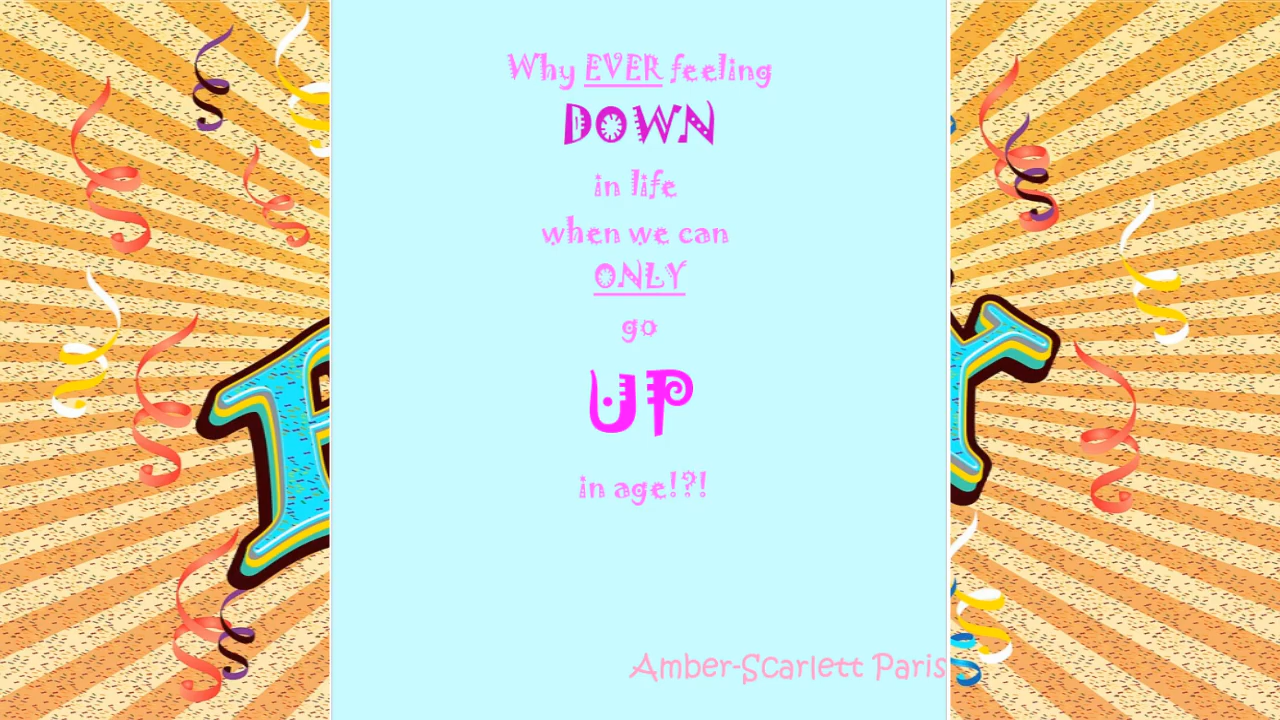 Why EVER feeling
DOWN
in life
when we can
ONLY
go
UP
in age!?!
Amber-Scarlett Paris